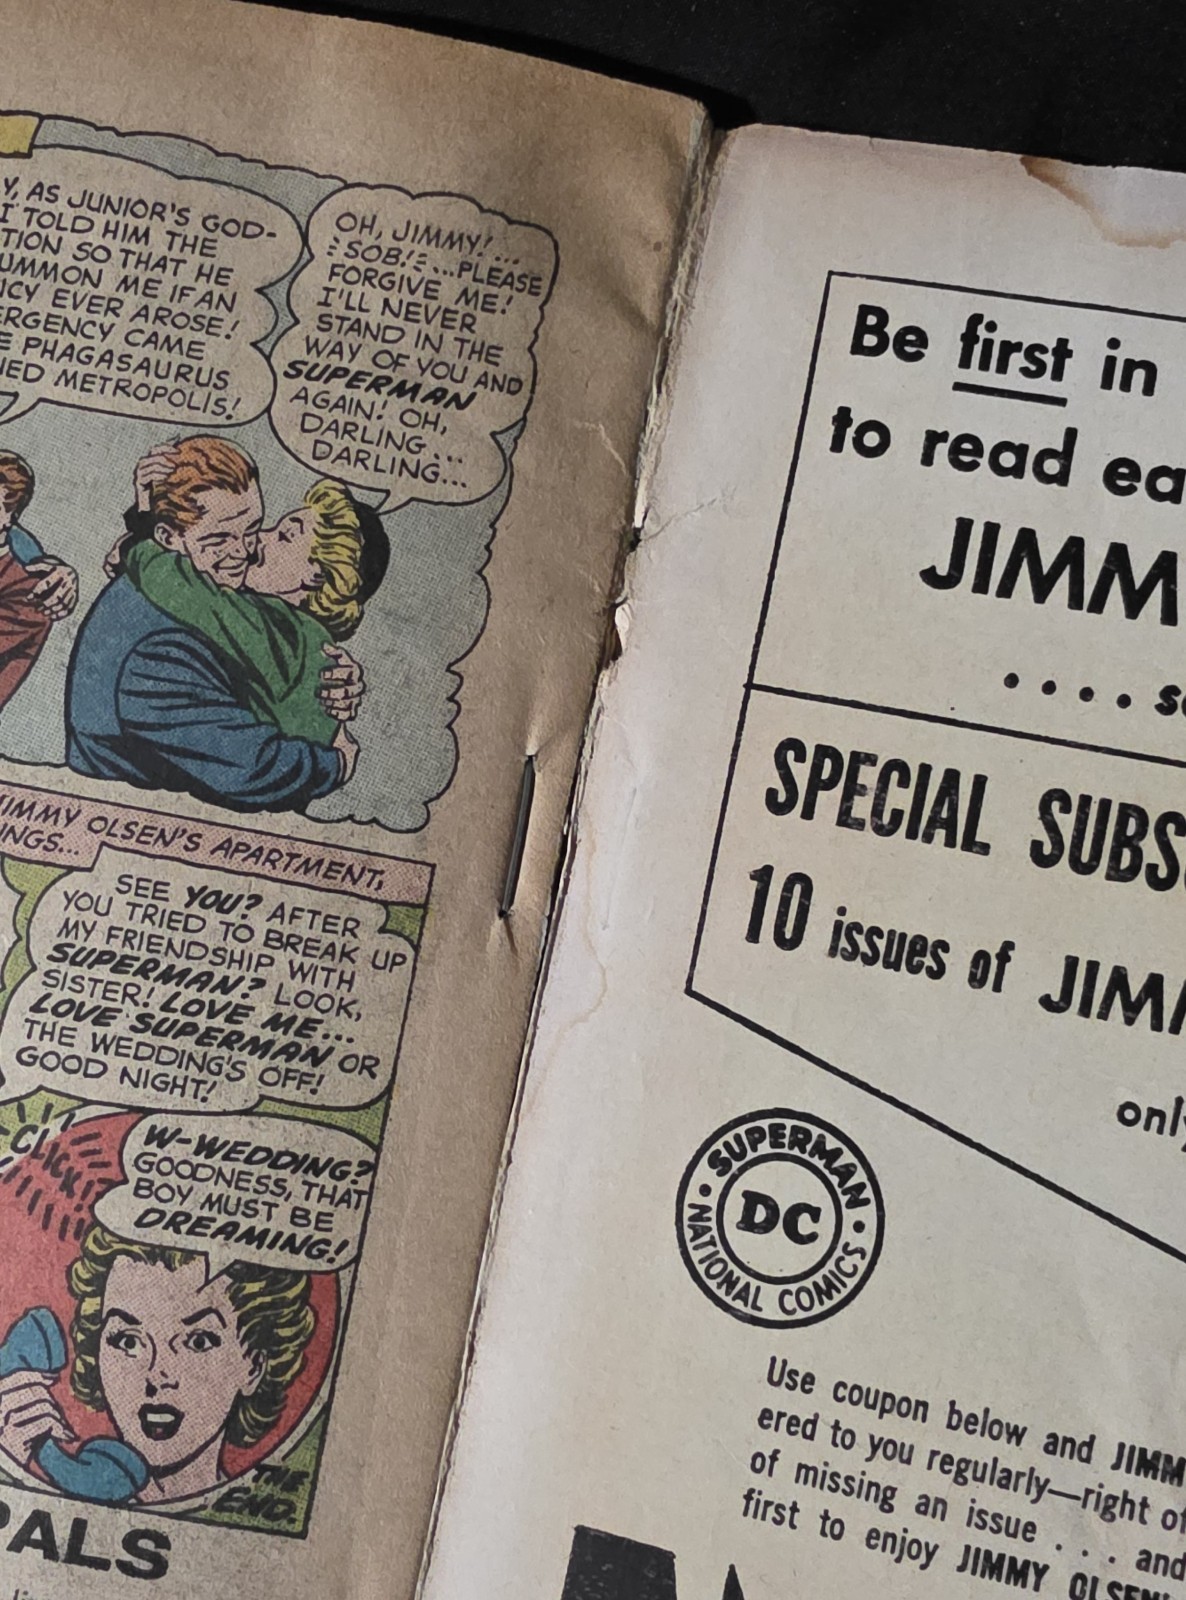 Y, AS JUNIOR'S GOD-
I TOLD HIM THE
TION SO THAT HE
UMMON ME IF AN
NCY EVER AROSE!
ERGENCY CAME
E PHAGASAURUS
NED METROPOLIS!
OH, JIMMY!...
SOB!...PLEASE
FORGIVE ME!
I'LL NEVER
STAND IN THE
WAY OF YOU AND
SUPERMAN
AGAIN! OH,
DARLING...
DARLING...
JIMMY OLSEN'S APARTMENT,
INGS...
SEE YOU? AFTER
YOU TRIED TO BREAK UP
MY FRIENDSHIP WITH
SUPERMAN? LOOK,
SISTER! LOVE ME...
LOVE SUPERMAN OR
THE WEDDING'S OFF!
GOOD NIGHT!
CLICK!
W-WEDDING?
GOODNESS, THAT
BOY MUST BE
DREAMING!
THE
END.
PALS
Be first in
to read ea
JIMM
. . . . s
SPECIAL SUBS
10 issues of JIMM
only
SUPERMAN
DC
NATIONAL COMICS
Use coupon below and JIMM
ered to you regularly—right of
of missing an issue . . . and
first to enjoy JIMMY OLSEN'